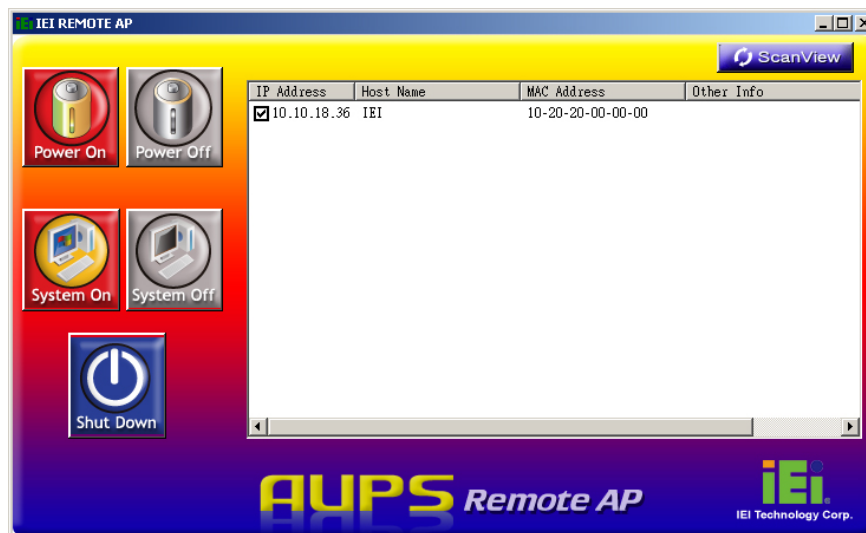 IEI REMOTE AP
ScanView
Power On
Power Off
IP Address Host Name MAC Address Other Info
10.10.18.36 IEI 10-20-20-00-00-00
System On
System Off
Shut Down
AUPS Remote AP
iEi
IEI Technology Corp.